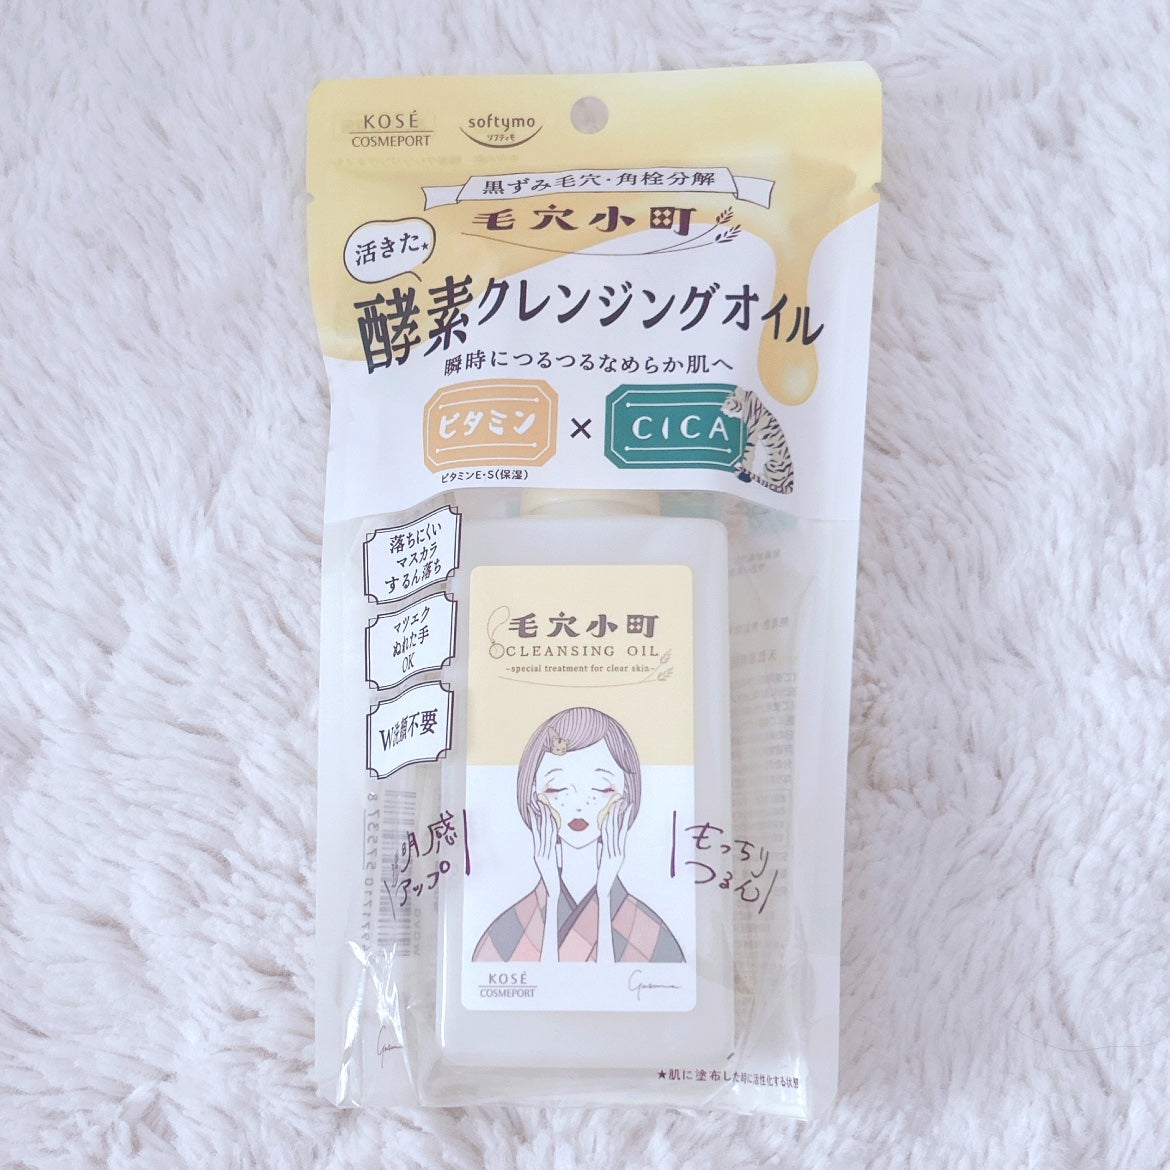 KOSÉ
COSMEPORT
softymo
ソフティモ
黒ずみ毛穴・角栓分解
毛穴小町
活きた★
酵素クレンジングオイル
瞬時につるつるなめらか肌へ
ビタミン
×
CICA
ビタミンE・S(保湿)
落ちにくい
マスカラ
するん落ち
マツエク
ぬれた手
OK
W洗顔不要
毛穴小町
CLEANSING OIL
~special treatment for clear skin~
明感
アップ
もっちり
つるん
KOSÉ
COSMEPORT
★肌に塗布した時に活性化する状態